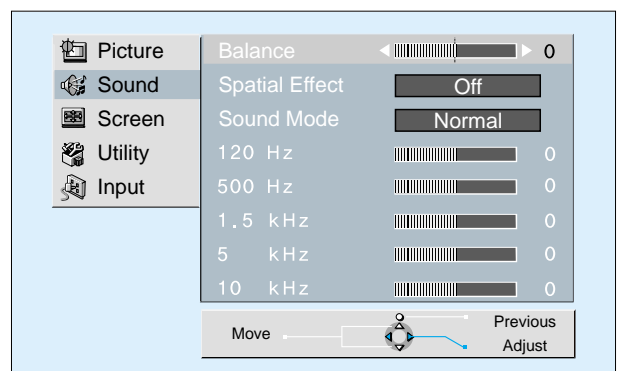 Picture
Sound
Screen
Utility
Input
Balance 0
Spatial Effect Off
Sound Mode Normal
120 Hz 0
500 Hz 0
1.5 kHz 0
5 kHz 0
10 kHz 0
Move
Previous
Adjust